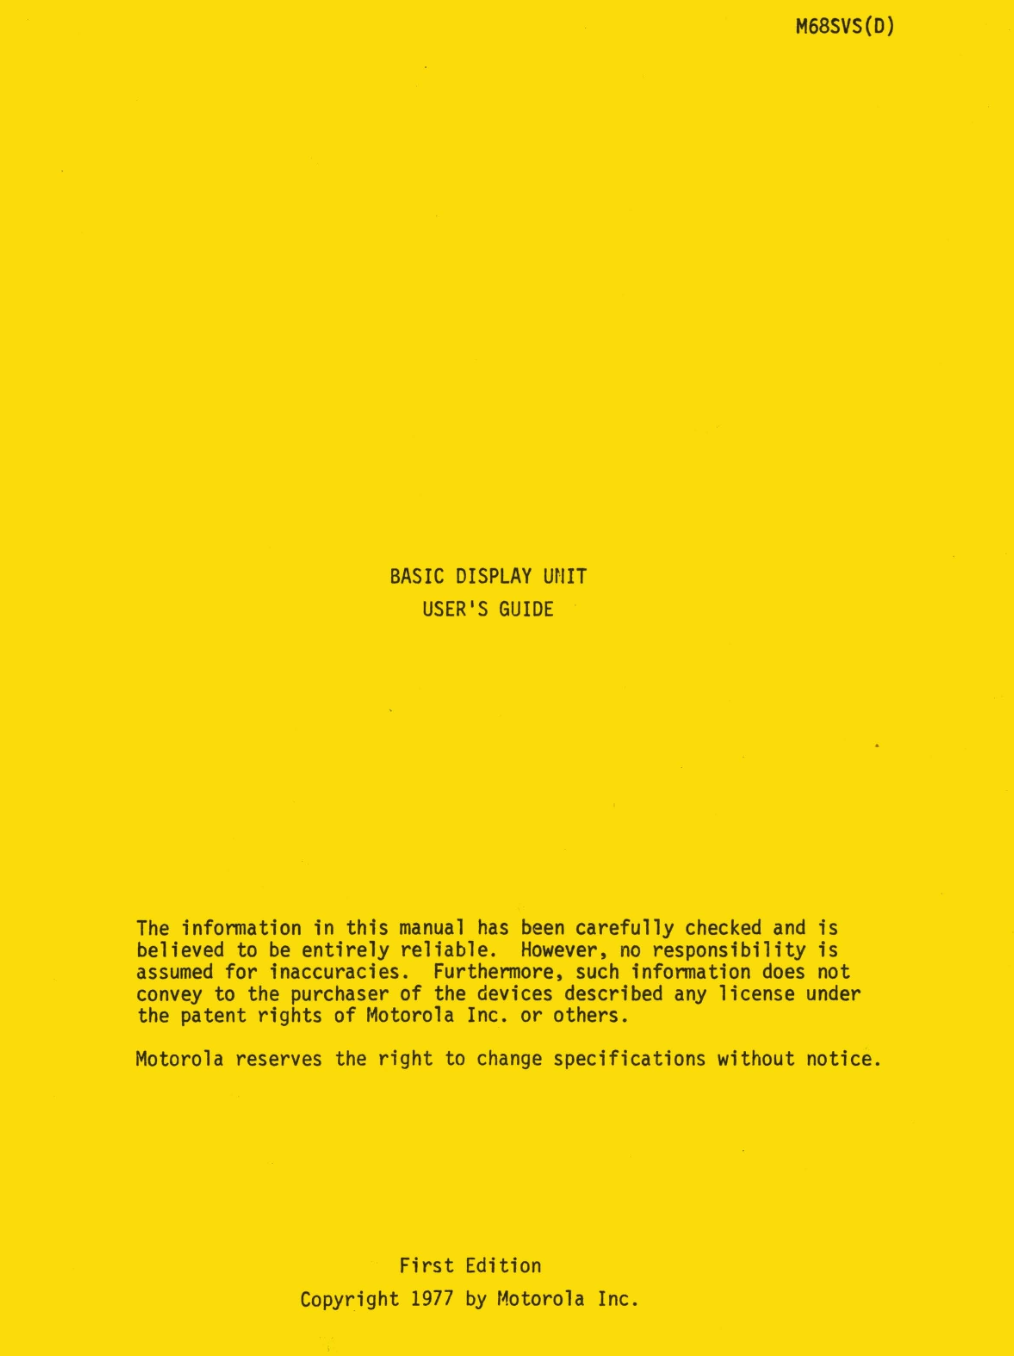 M68SVS(D)
BASIC DISPLAY UNIT
USER'S GUIDE
The information in this manual has been carefully checked and is
believed to be entirely reliable.  However, no responsibility is
assumed for inaccuracies.  Furthermore, such information does not
convey to the purchaser of the devices described any license under
the patent rights of Motorola Inc. or others.
Motorola reserves the right to change specifications without notice.
First Edition
Copyright 1977 by Motorola Inc.